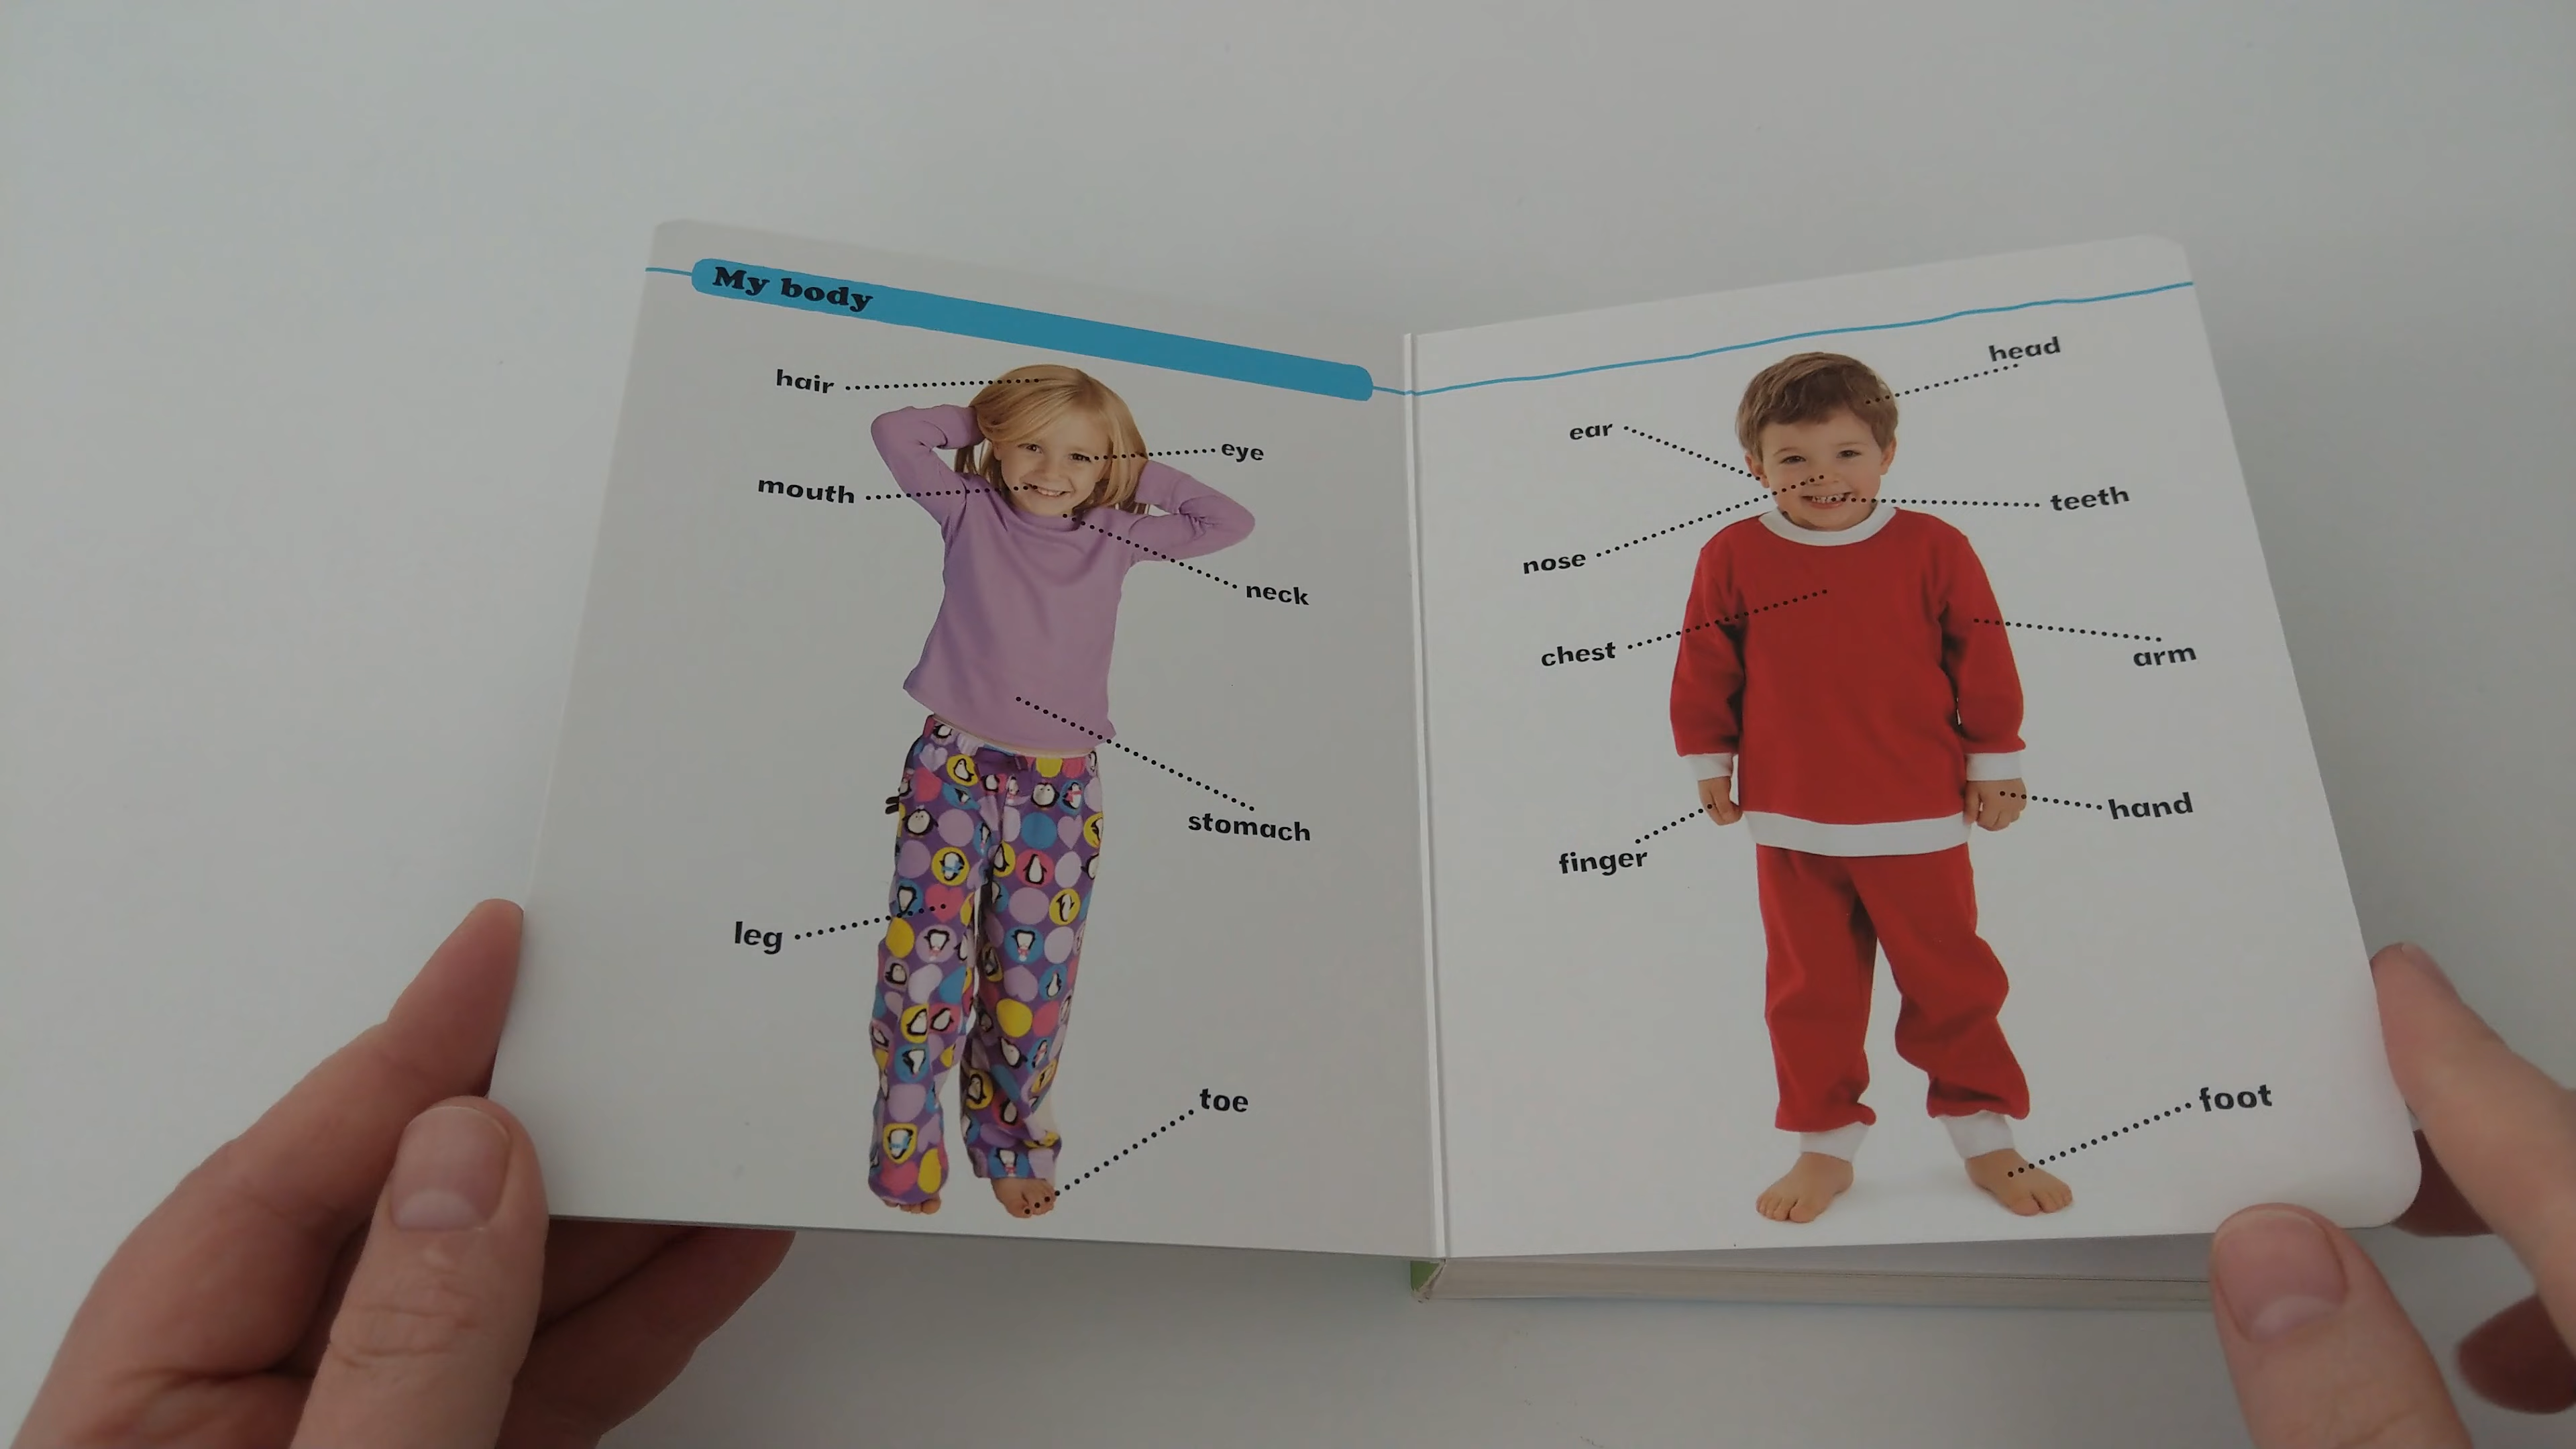 My body
hair
eye
mouth
neck
stomach
leg
toe
head
ear
teeth
nose
chest
arm
hand
finger
foot